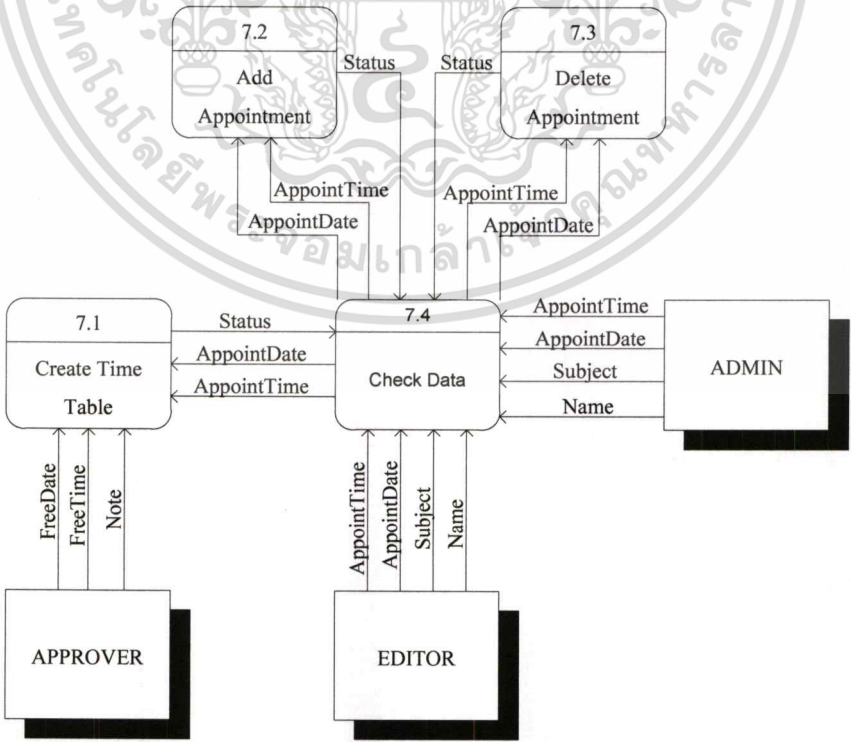 7.2
Add
Appointment
7.3
Delete
Appointment
Status
Status
AppointTime
AppointDate
AppointTime
AppointDate
7.1
Create Time
Table
Status
AppointDate
AppointTime
7.4
Check Data
AppointTime
AppointDate
Subject
Name
ADMIN
FreeDate
FreeTime
Note
AppointTime
AppointDate
Subject
Name
APPROVER
EDITOR